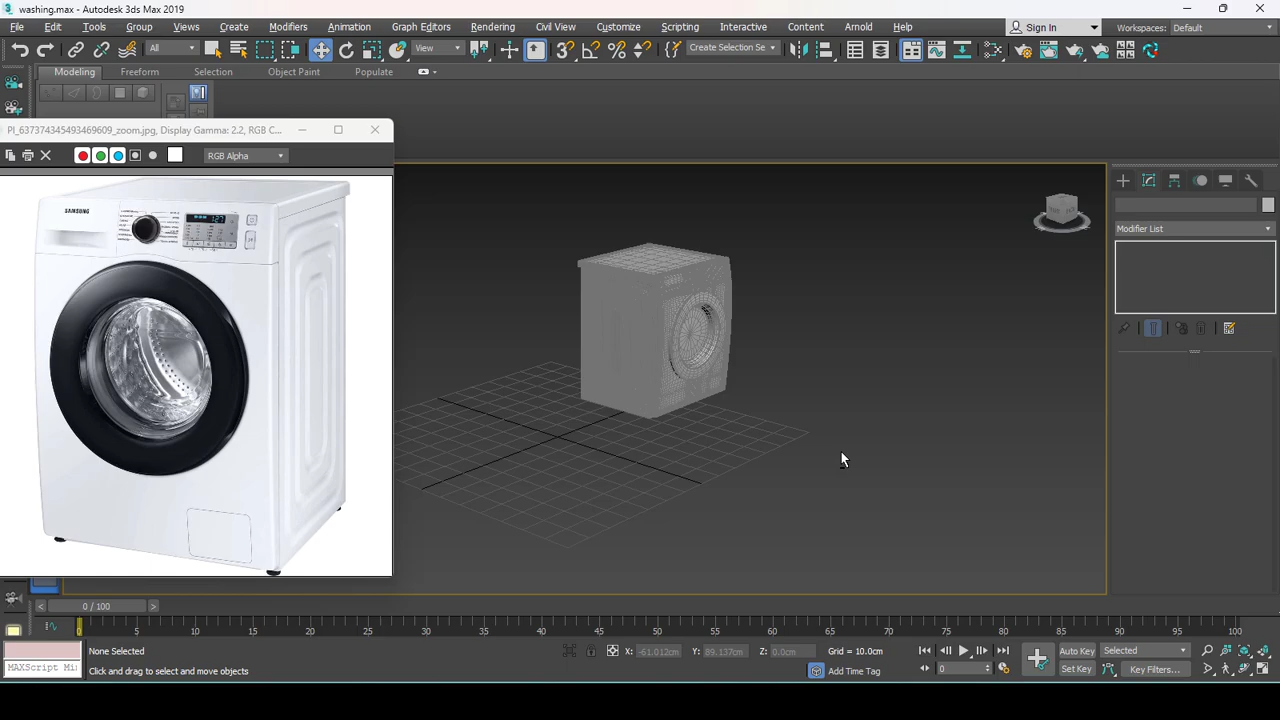 washing.max - Autodesk 3ds Max 2019
File Edit Tools Group Views Create Modifiers Animation Graph Editors Rendering Civil View Customize Scripting Interactive Content Arnold Help Sign In Workspaces: Default
All View Create Selection Se
Modeling Freeform Selection Object Paint Populate
PI_637374345493469609_zoom.jpg, Display Gamma: 2.2, RGB C...
RGB Alpha
SAMSUNG
Modifier List
0 / 100
0 5 10 15 20 25 30 35 40 45 50 55 60 65 70 75 80 85 90 95 100
None Selected X: -61.012cm Y: 89.137cm Z: 0.0cm Grid = 10.0cm Auto Key Selected
MAXScript Mi Click and drag to select and move objects Add Time Tag 0 Set Key Key Filters...